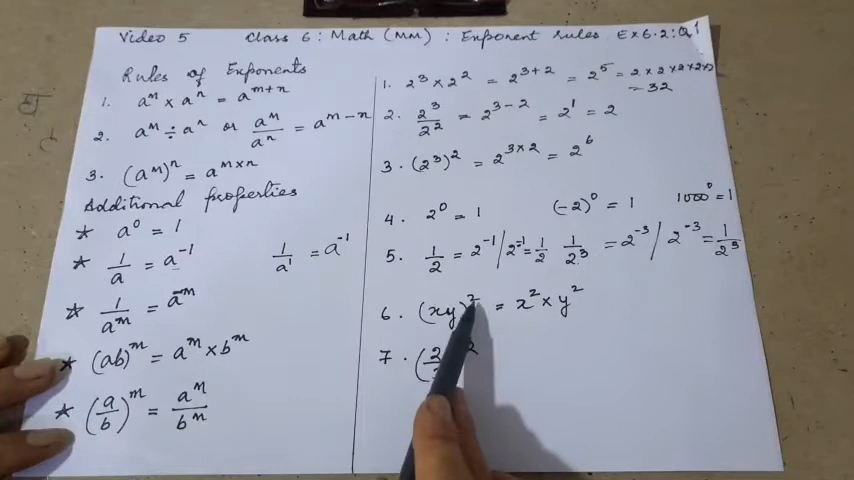 Video 5 Class 6 : Math (MM) : Exponent rules Ex 6.2 : Q1
Rules of Exponents
1. a^m × a^n = a^(m+n)
2. a^m ÷ a^n or a^m/a^n = a^(m-n)
3. (a^m)^n = a^(m×n)
Additional properties
★ a^0 = 1
★ 1/a = a^-1 1/a^1 = a^-1
★ 1/a^m = a^-m
★ (ab)^m = a^m × b^m
★ (a/b)^m = a^m/b^m
1. 2^3 × 2^2 = 2^(3+2) = 2^5 = 2 × 2 × 2 × 2 × 2
= 32
2. 2^3/2^2 = 2^(3-2) = 2^1 = 2
3. (2^3)^2 = 2^(3×2) = 2^6
4. 2^0 = 1 (-2)^0 = 1 1000^0 = 1
5. 1/2 = 2^-1 / 2^-1 = 1/2 1/2^3 = 2^-3 / 2^-3 = 1/2^3
6. (xy)^2 = x^2 × y^2
7. (2